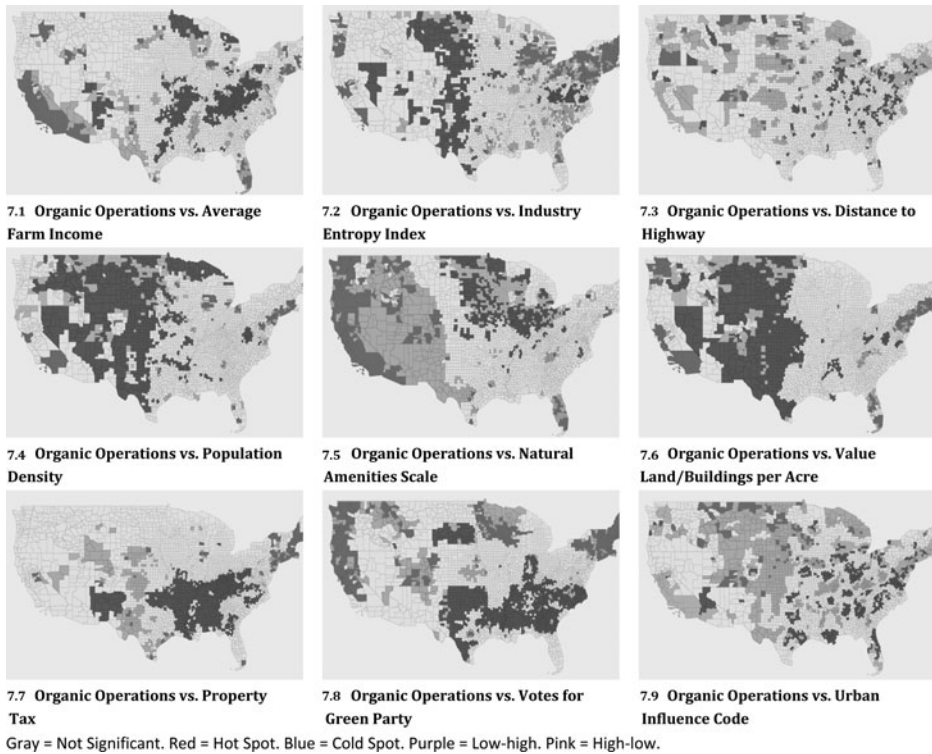 7.1 Organic Operations vs. Average
Farm Income
7.2 Organic Operations vs. Industry
Entropy Index
7.3 Organic Operations vs. Distance to
Highway
7.4 Organic Operations vs. Population
Density
7.5 Organic Operations vs. Natural
Amenities Scale
7.6 Organic Operations vs. Value
Land/Buildings per Acre
7.7 Organic Operations vs. Property
Tax
7.8 Organic Operations vs. Votes for
Green Party
7.9 Organic Operations vs. Urban
Influence Code
Gray = Not Significant. Red = Hot Spot. Blue = Cold Spot. Purple = Low-high. Pink = High-low.